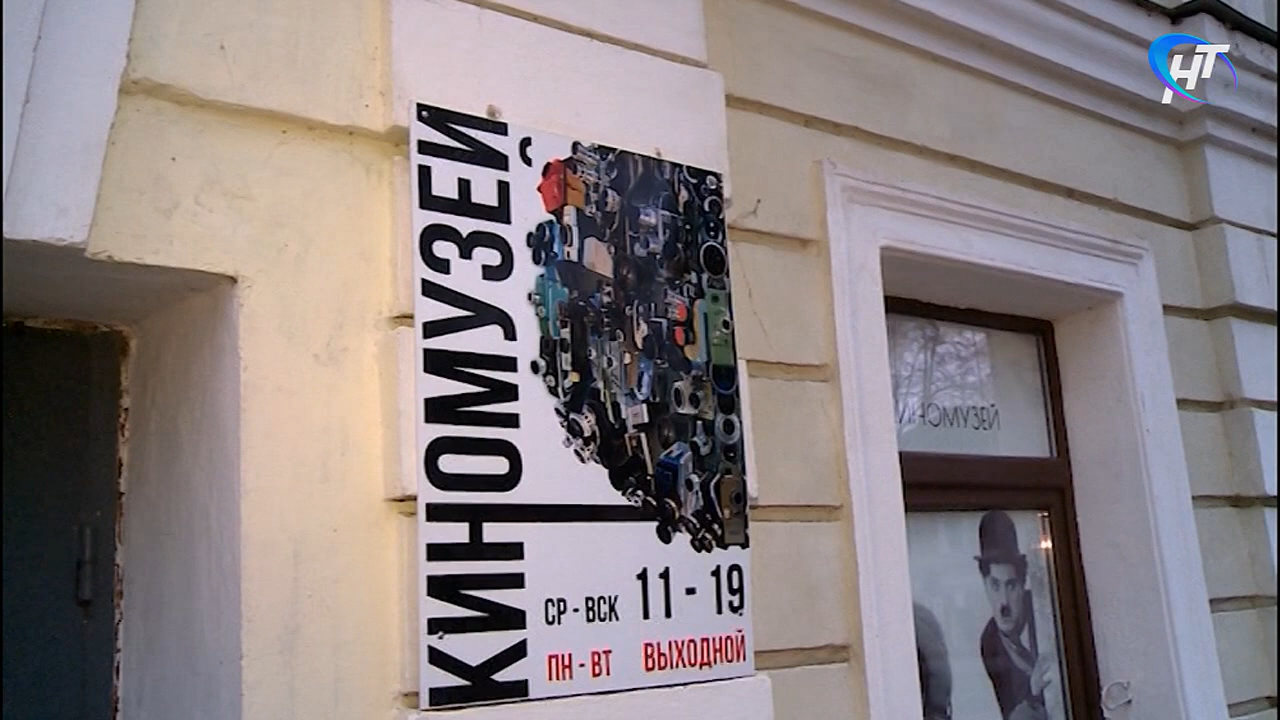 НТ
КИНОМУЗЕЙ
СР - ВСК 11 - 19
ПН - ВТ ВЫХОДНОЙ
КИНОМУЗЕЙ